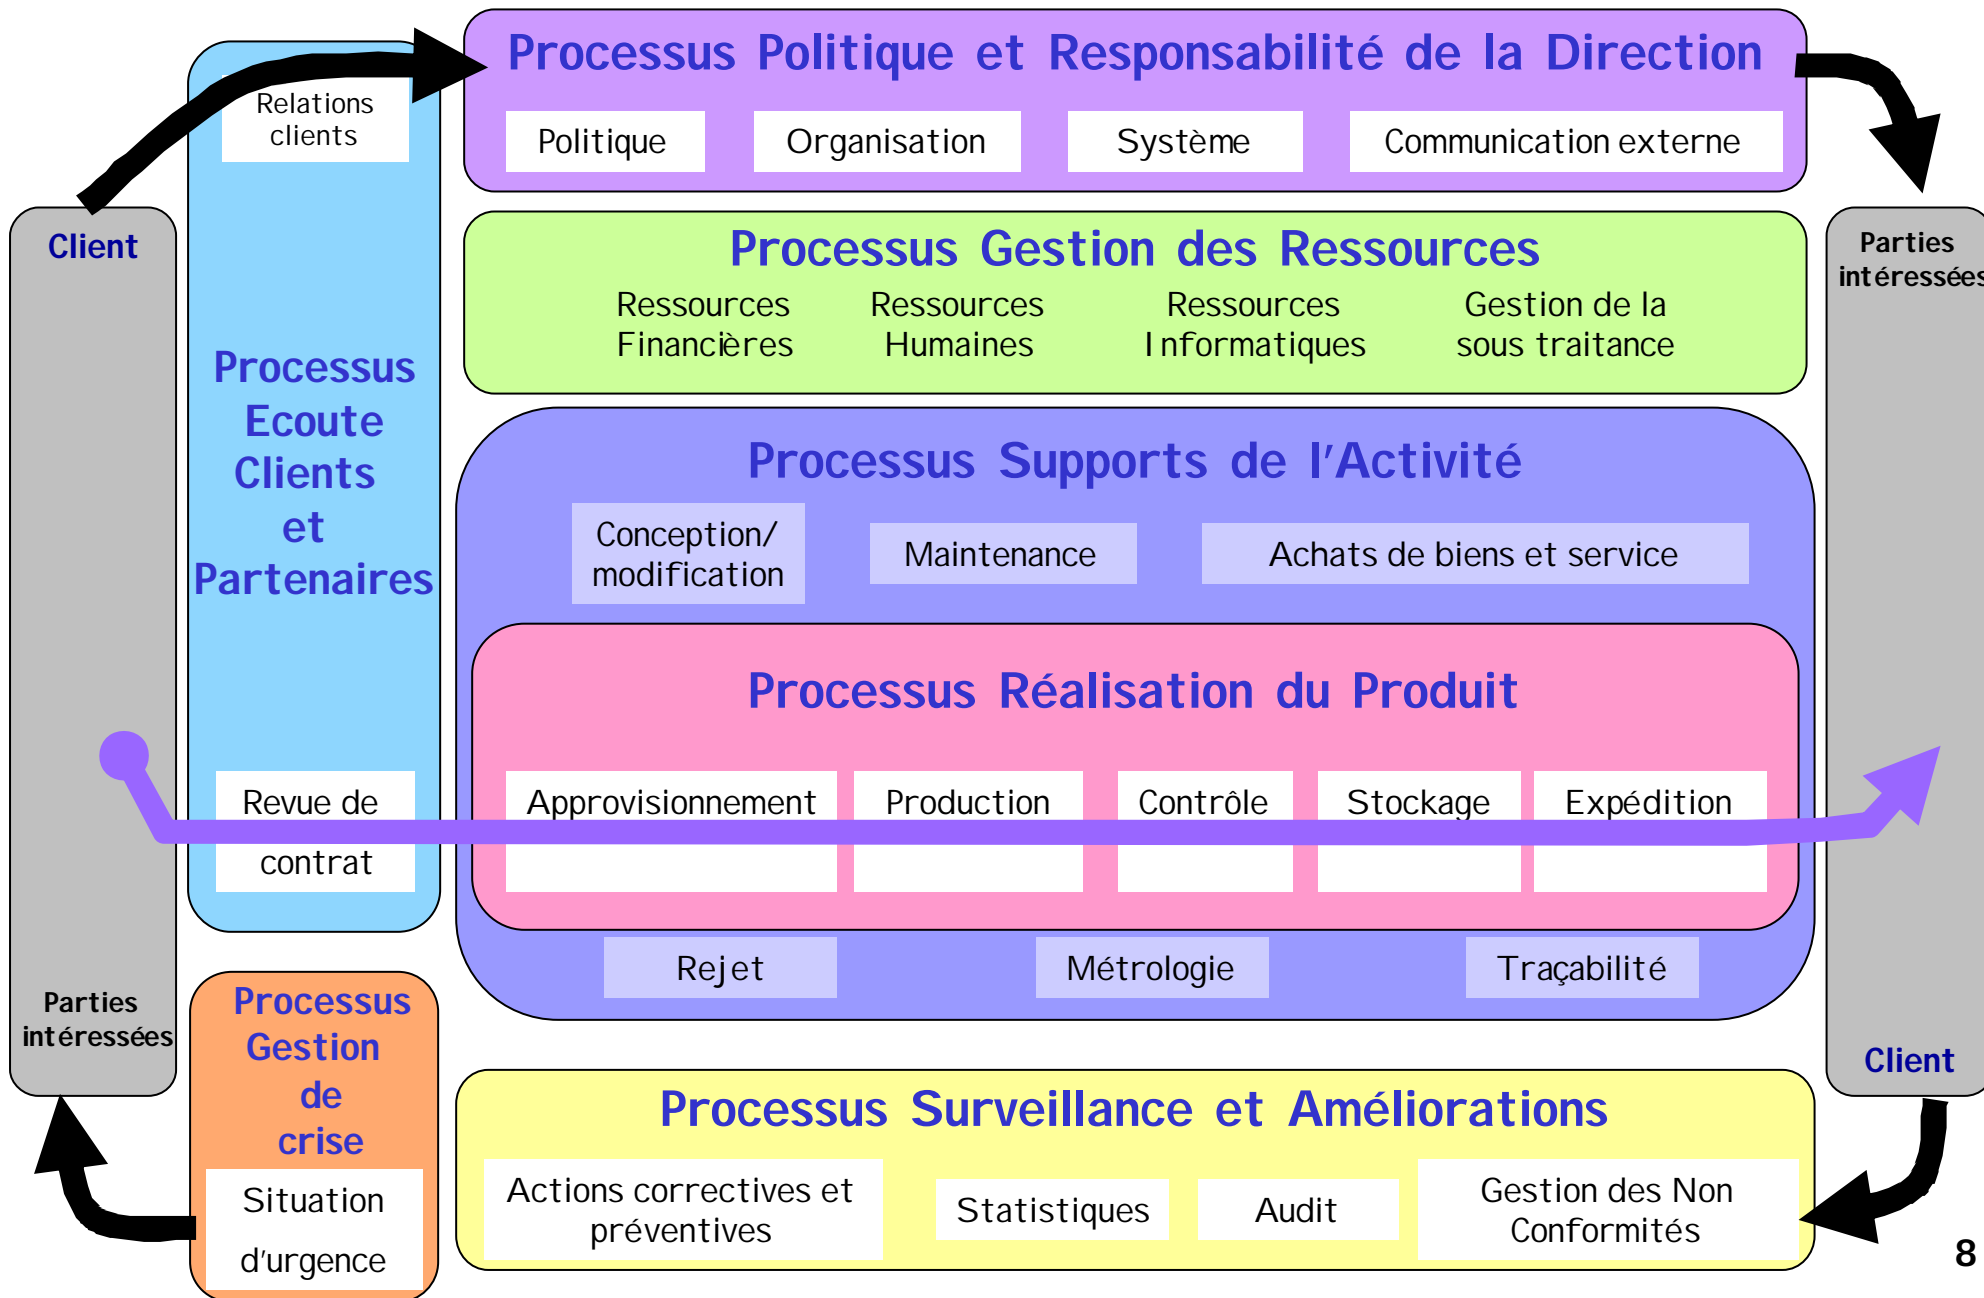 Processus Politique et Responsabilité de la Direction
Politique
Organisation
Système
Communication externe
Relations
clients
Client
Processus
Ecoute
Clients
et
Partenaires
Revue de
contrat
Parties
intéressées
Processus Gestion des Ressources
Ressources
Financières
Ressources
Humaines
Ressources
Informatiques
Gestion de la
sous traitance
Processus Supports de l'Activité
Conception/
modification
Maintenance
Achats de biens et service
Processus Réalisation du Produit
Approvisionnement
Production
Contrôle
Stockage
Expédition
Rejet
Métrologie
Traçabilité
Parties
intéressées
Client
Processus
Gestion
de
crise
Situation
d'urgence
Processus Surveillance et Améliorations
Actions correctives et
préventives
Statistiques
Audit
Gestion des Non
Conformités
8